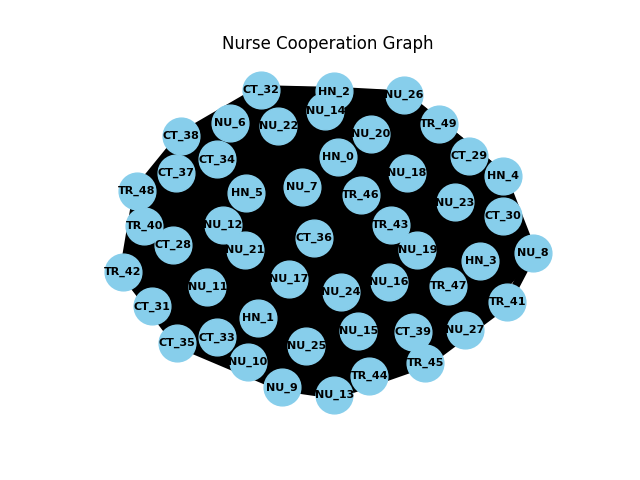 Nurse Cooperation Graph
CT_32
HN_2
NU_26
NU_14
NU_6
NU_22
TR_49
CT_38
NU_20
CT_34
HN_0
CT_29
CT_37
NU_18
HN_4
TR_48
HN_5
NU_7
TR_46
NU_23
CT_30
TR_40
NU_12
TR_43
CT_28
NU_21
CT_36
NU_19
NU_8
HN_3
TR_42
NU_11
NU_17
NU_16
TR_47
NU_24
CT_31
TR_41
HN_1
CT_35
CT_33
NU_15
CT_39
NU_27
NU_10
NU_25
TR_45
NU_9
TR_44
NU_13